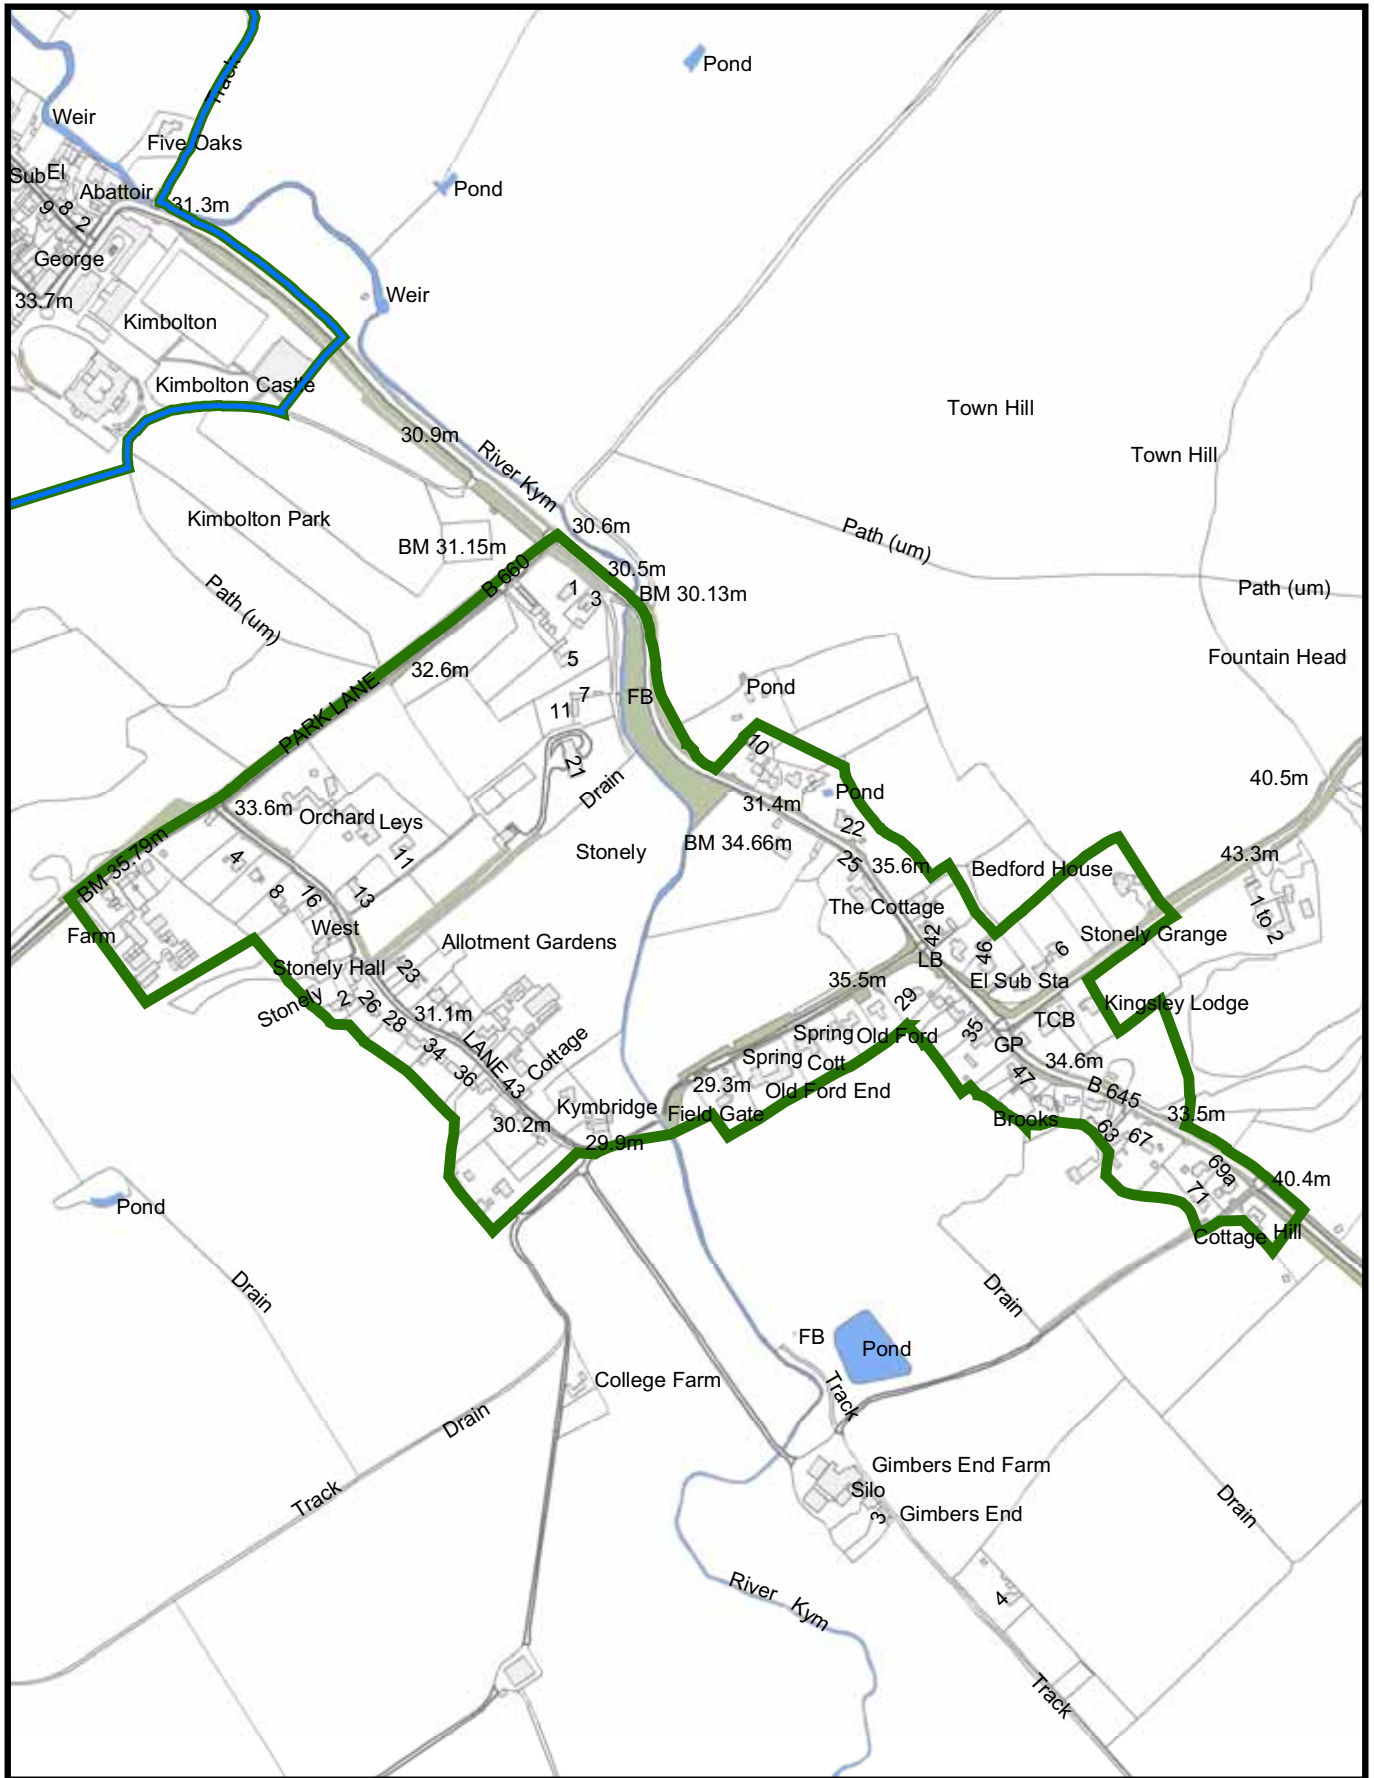 Pond
Track
Weir
Five Oaks
Sub El
Abattoir
9
8
2
31.3m
Pond
George
33.7m
Weir
Kimbolton
Kimbolton Castle
Town Hill
30.9m
River Kym
Town Hill
Kimbolton Park
30.6m
Path (um)
BM 31.15m
B 660
30.5m
BM 30.13m
1
3
Path (um)
Path (um)
5
32.6m
Fountain Head
7
11
FB
Pond
PARK LANE
10
21
Drain
40.5m
33.6m
Orchard
Leys
Pond
31.4m
22
BM 34.66m
Stonely
BM 35.79m
4
11
25
35.6m
43.3m
Bedford House
8
16
13
The Cottage
1 to 2
Farm
West
Allotment Gardens
42
46
6
Stonely Grange
LB
Stonely Hall
23
35.5m
El Sub Sta
Stonely
2
26
28
31.1m
29
Kingsley Lodge
35
TCB
34
LANE
Cottage
Spring
Old Ford
GP
36
43
Spring
Cott
34.6m
29.3m
Old Ford End
47
B 645
Kymbridge
Field Gate
30.2m
29.9m
Brooks
63
67
33.5m
69a
71
40.4m
Pond
Cottage
Hill
Drain
Drain
FB
Pond
College Farm
Track
Drain
Track
Gimbers End Farm
Silo
3
Gimbers End
Drain
River Kym
4
Track